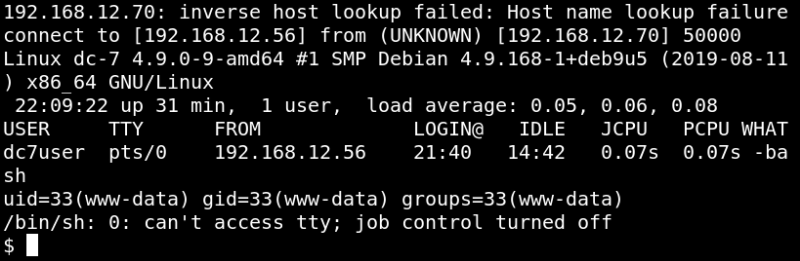 192.168.12.70: inverse host lookup failed: Host name lookup failure
connect to [192.168.12.56] from (UNKNOWN) [192.168.12.70] 50000
Linux dc-7 4.9.0-9-amd64 #1 SMP Debian 4.9.168-1+deb9u5 (2019-08-11
) x86_64 GNU/Linux
 22:09:22 up 31 min,  1 user,  load average: 0.05, 0.06, 0.08
USER     TTY      FROM             LOGIN@   IDLE   JCPU   PCPU WHAT
dc7user  pts/0    192.168.12.56    21:40   14:42   0.07s  0.07s -ba
sh
uid=33(www-data) gid=33(www-data) groups=33(www-data)
/bin/sh: 0: can't access tty; job control turned off
$